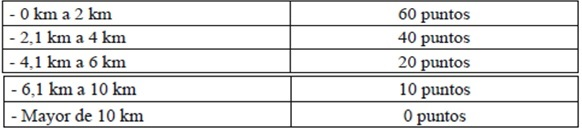 - 0 km a 2 km 60 puntos
- 2,1 km a 4 km 40 puntos
- 4,1 km a 6 km 20 puntos
- 6,1 km a 10 km 10 puntos
- Mayor de 10 km 0 puntos